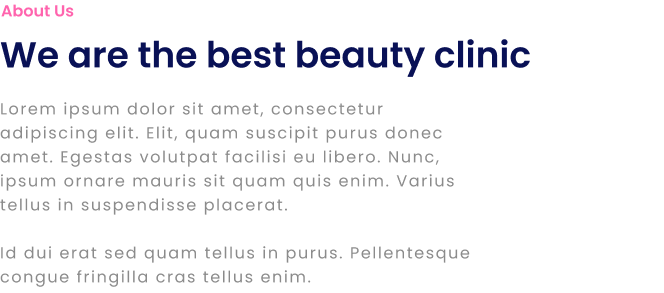 About Us
We are the best beauty clinic
Lorem ipsum dolor sit amet, consectetur
adipiscing elit. Elit, quam suscipit purus donec
amet. Egestas volutpat facilisi eu libero. Nunc,
ipsum ornare mauris sit quam quis enim. Varius
tellus in suspendisse placerat.
Id dui erat sed quam tellus in purus. Pellentesque
congue fringilla cras tellus enim.